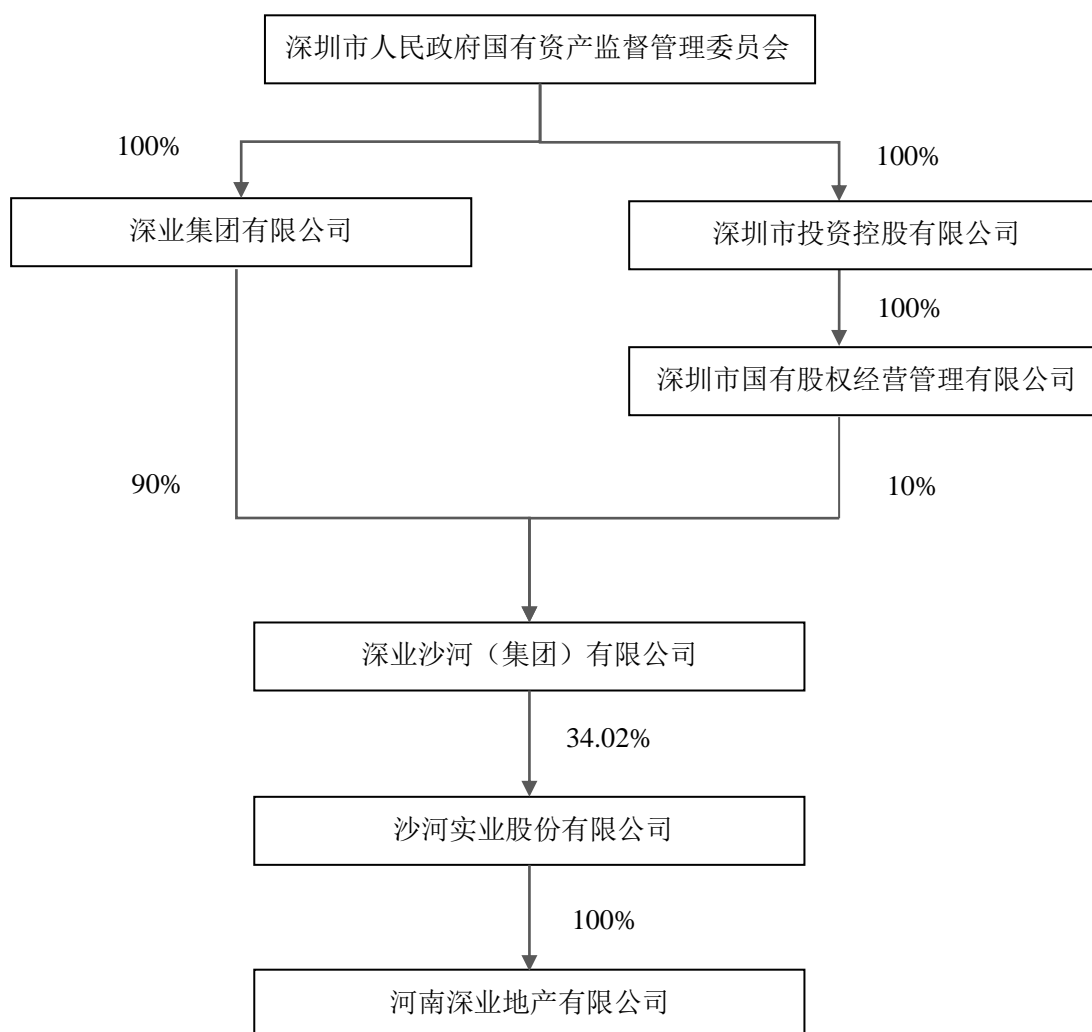 深圳市人民政府国有资产监督管理委员会
100%
100%
深业集团有限公司
深圳市投资控股有限公司
100%
深圳市国有股权经营管理有限公司
90%
10%
深业沙河（集团）有限公司
34.02%
沙河实业股份有限公司
100%
河南深业地产有限公司